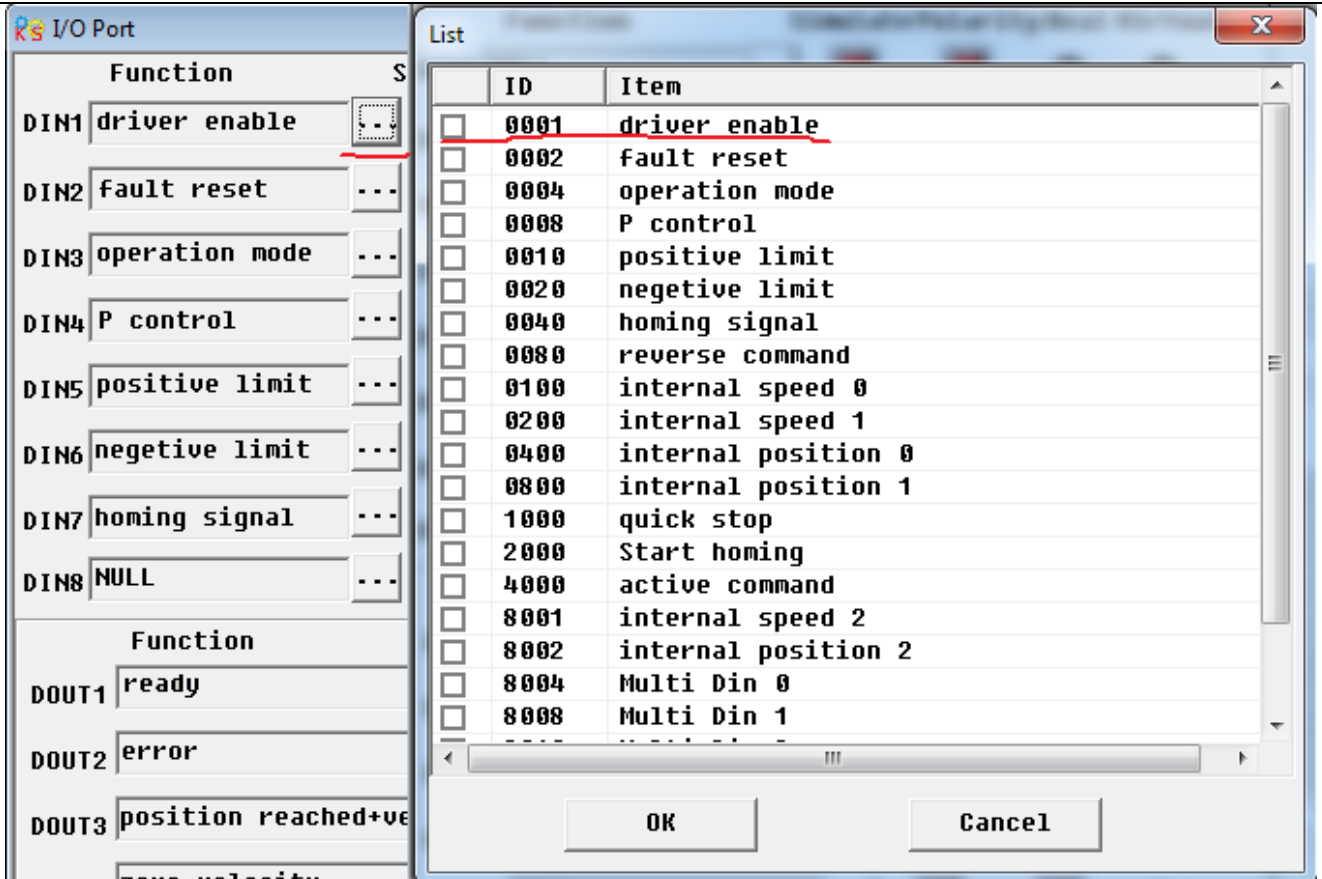 I/O Port
Function S
DIN1 driver enable ...
DIN2 fault reset ...
DIN3 operation mode ...
DIN4 P control ...
DIN5 positive limit ...
DIN6 negetive limit ...
DIN7 homing signal ...
DIN8 NULL ...
Function
DOUT1 ready
DOUT2 error
DOUT3 position reached+ve
List
ID Item
0001 driver enable
0002 fault reset
0004 operation mode
0008 P control
0010 positive limit
0020 negetive limit
0040 homing signal
0080 reverse command
0100 internal speed 0
0200 internal speed 1
0400 internal position 0
0800 internal position 1
1000 quick stop
2000 Start homing
4000 active command
8001 internal speed 2
8002 internal position 2
8004 Multi Din 0
8008 Multi Din 1
OK Cancel